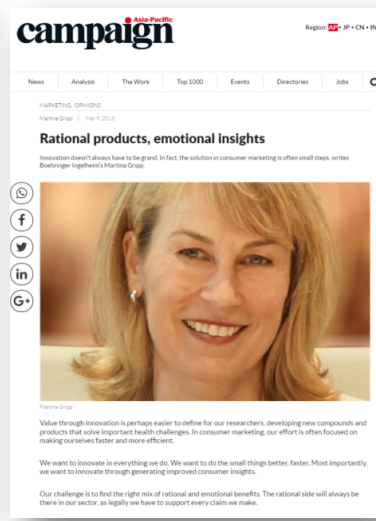 Asia-Pacific
campaign
Region: AP • JP • CN • IN
News Analysis The Work Top 1000 Events Directories Jobs
MARKETING, OPINIONS
Martina Gripp | Mar 9, 2016
Rational products, emotional insights
Innovation doesn't always have to be grand. In fact, the solution in consumer marketing is often small steps, writes
Boehringer Ingelheim's Martina Gripp.
f
in
G+
Martina Gripp
Value through innovation is perhaps easier to define for our researchers, developing new compounds and
products that solve important health challenges. In consumer marketing, our effort is often focused on
making ourselves faster and more efficient.
We want to innovate in everything we do. We want to do the small things better, faster. Most importantly,
we want to innovate through generating improved consumer insights.
Our challenge is to find the right mix of rational and emotional benefits. The rational side will always be
there in our sector, as legally we have to support every claim we make.